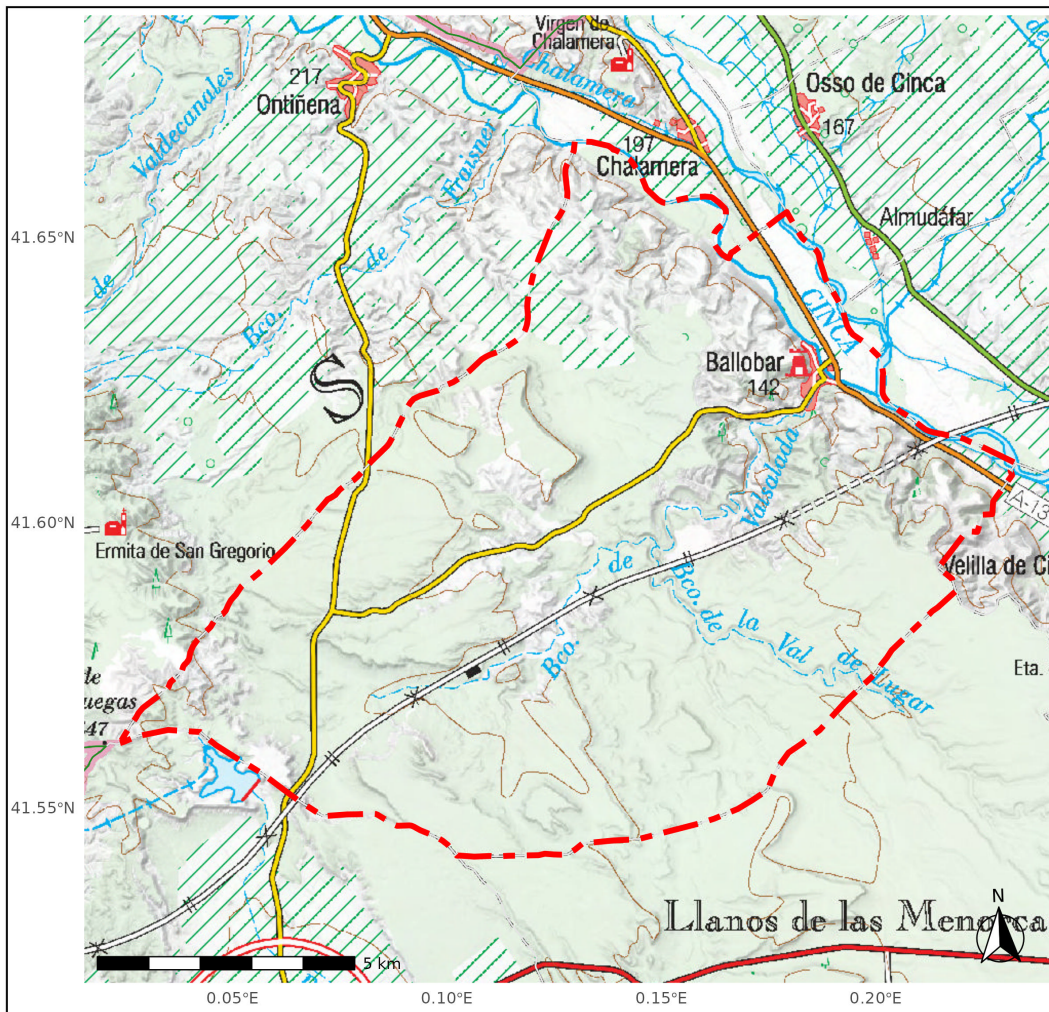 Virgen de
Chalamera
217
Ontiñena
Chalamera
Osso de Cinca
167
Valdecanales
de
197
Chalamera
Fraisner
de
Bco.
Almudáfar
41.65°N
CINCA
Ballobar
142
S
Valsalada
A-13
41.60°N
Ermita de San Gregorio
de
Bco. de
la Val de Lugar
Velilla de Ci
Bco.
Eta.
de
uegas
47
41.55°N
Llanos de las Menorca
N
5 km
0.05°E
0.10°E
0.15°E
0.20°E